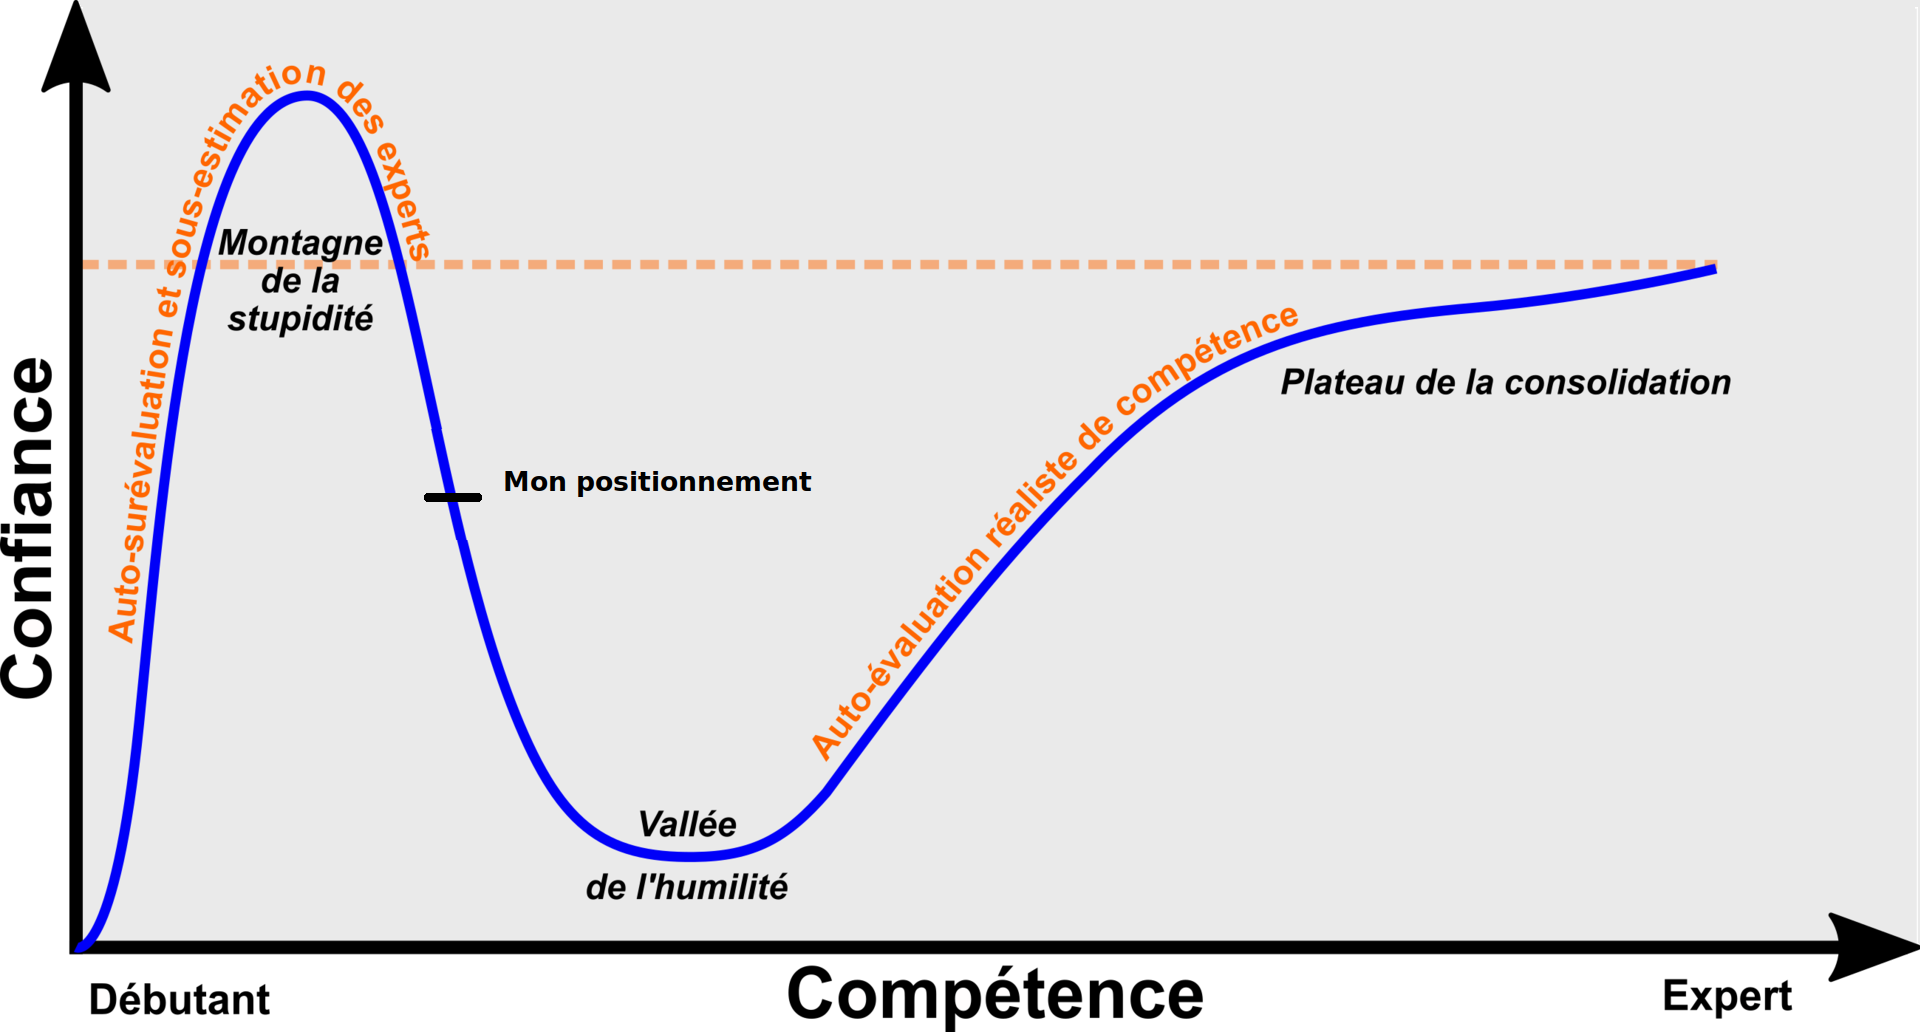 Auto-surévaluation et sous-estimation des experts
Montagne
de la
stupidité
Confiance
Mon positionnement
Auto-évaluation réaliste de compétence
Plateau de la consolidation
Vallée
de l'humilité
Débutant
Compétence
Expert